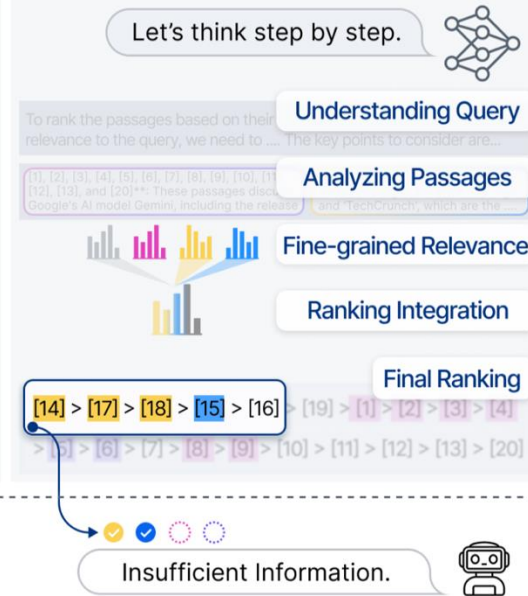 Let's think step by step.
Understanding Query
To rank the passages based on their
relevance to the query, we need to .... The key points to consider are...
Analyzing Passages
[1], [2], [3], [4], [5], [6], [7], [8], [9], [10], [11
[12], [13], and [20]**: These passages discu
Google's AI model Gemini, including the release
and 'TechCrunch', which are the ....
Fine-grained Relevance
Ranking Integration
Final Ranking
[14] > [17] > [18] > [15] > [16] > [19] > [1] > [2] > [3] > [4]
> [5] > [6] > [7] > [8] > [9] > [10] > [11] > [12] > [13] > [20]
Insufficient Information.